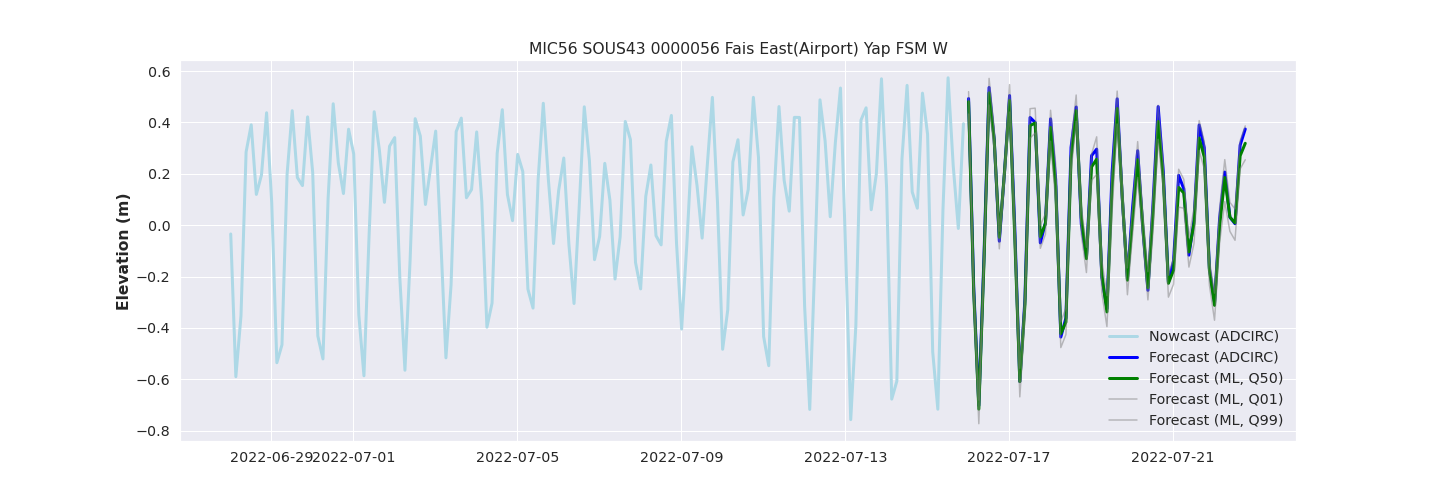 MIC56 SOUS43 0000056 Fais East(Airport) Yap FSM W
0.6
0.4
0.2
0.0
−0.2
−0.4
−0.6
−0.8
Elevation (m)
2022-06-29
2022-07-01
2022-07-05
2022-07-09
2022-07-13
2022-07-17
2022-07-21
Nowcast (ADCIRC)
Forecast (ADCIRC)
Forecast (ML, Q50)
Forecast (ML, Q01)
Forecast (ML, Q99)